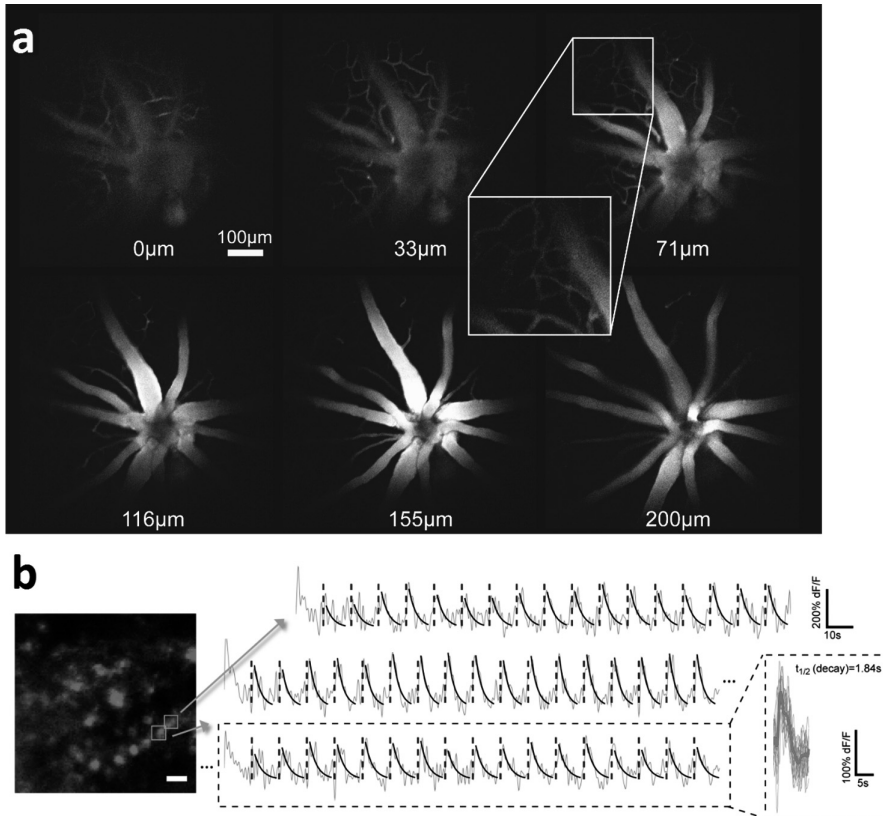 a
0µm
100µm
33µm
71µm
116µm
155µm
200µm
b
200% dF/F
10s
...
t1/2 (decay)=1.84s
...
100% dF/F
5s